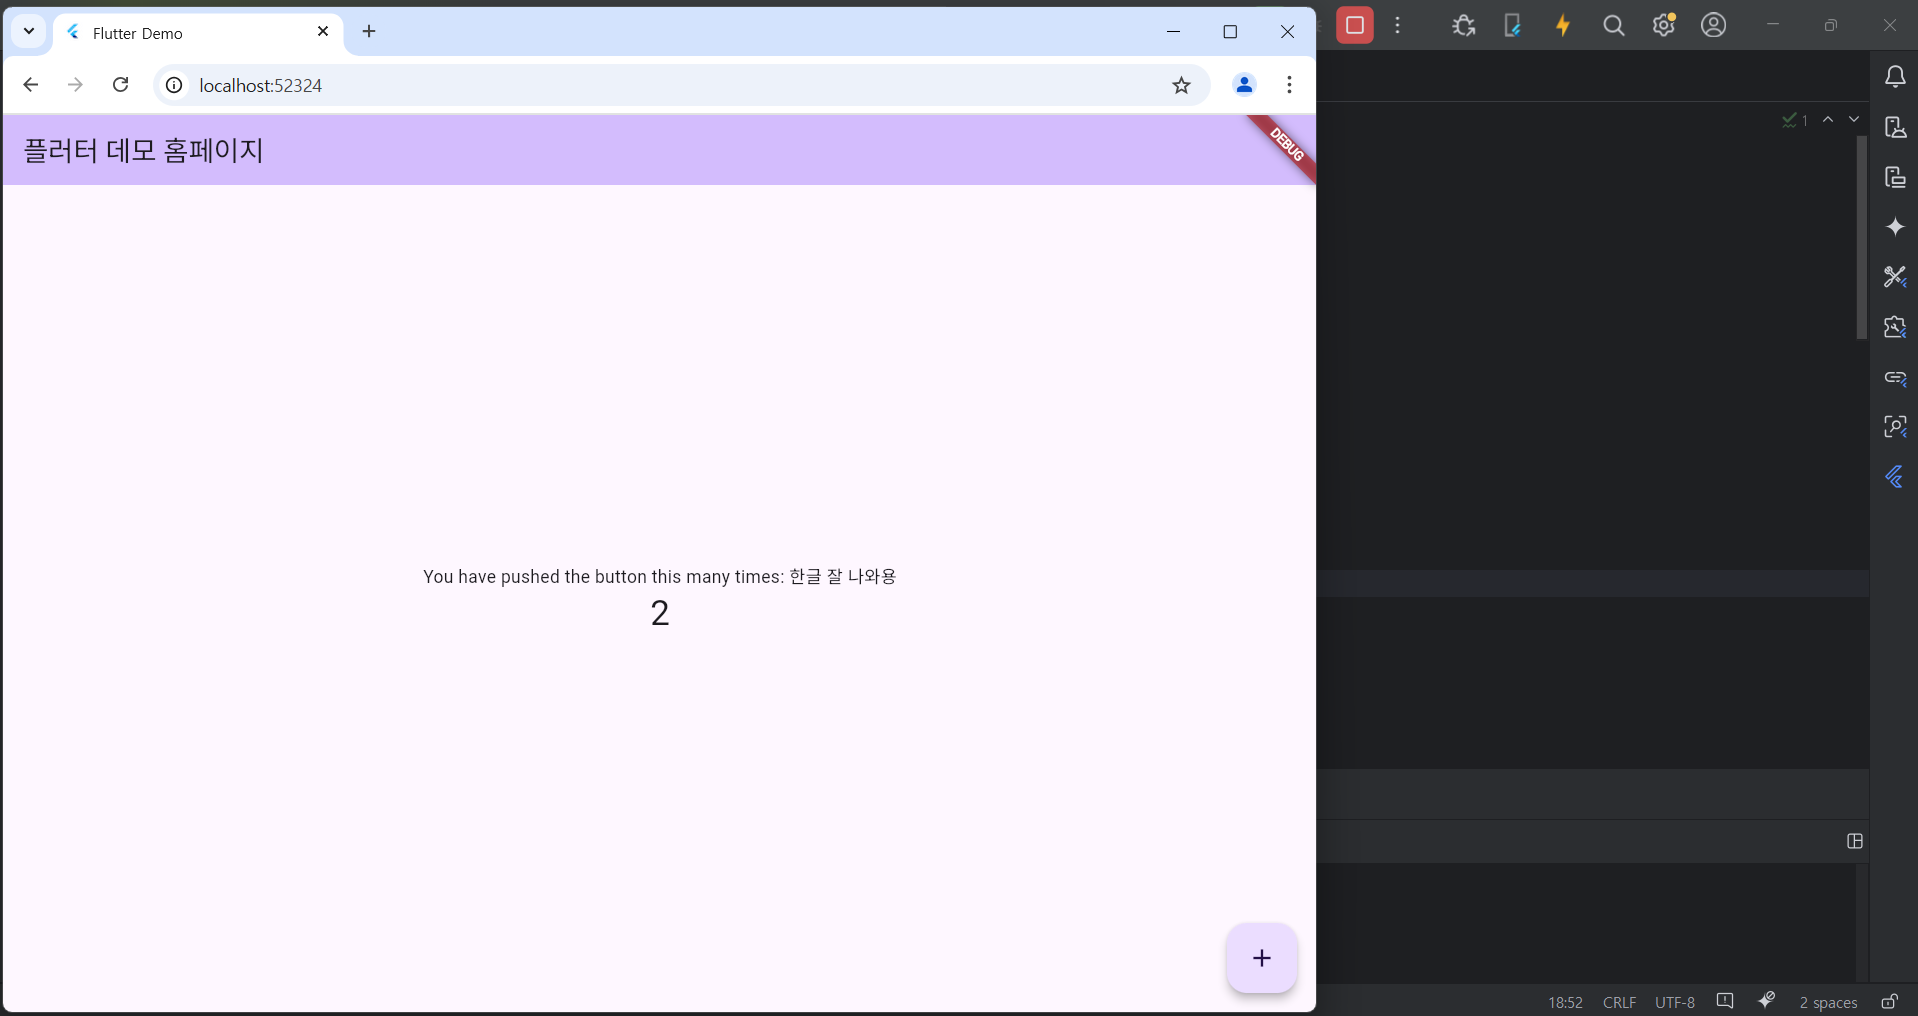 Flutter Demo
localhost:52324
플러터 데모 홈페이지
DEBUG
1
You have pushed the button this many times: 한글 잘 나와용
2
18:52 CRLF UTF-8 2 spaces